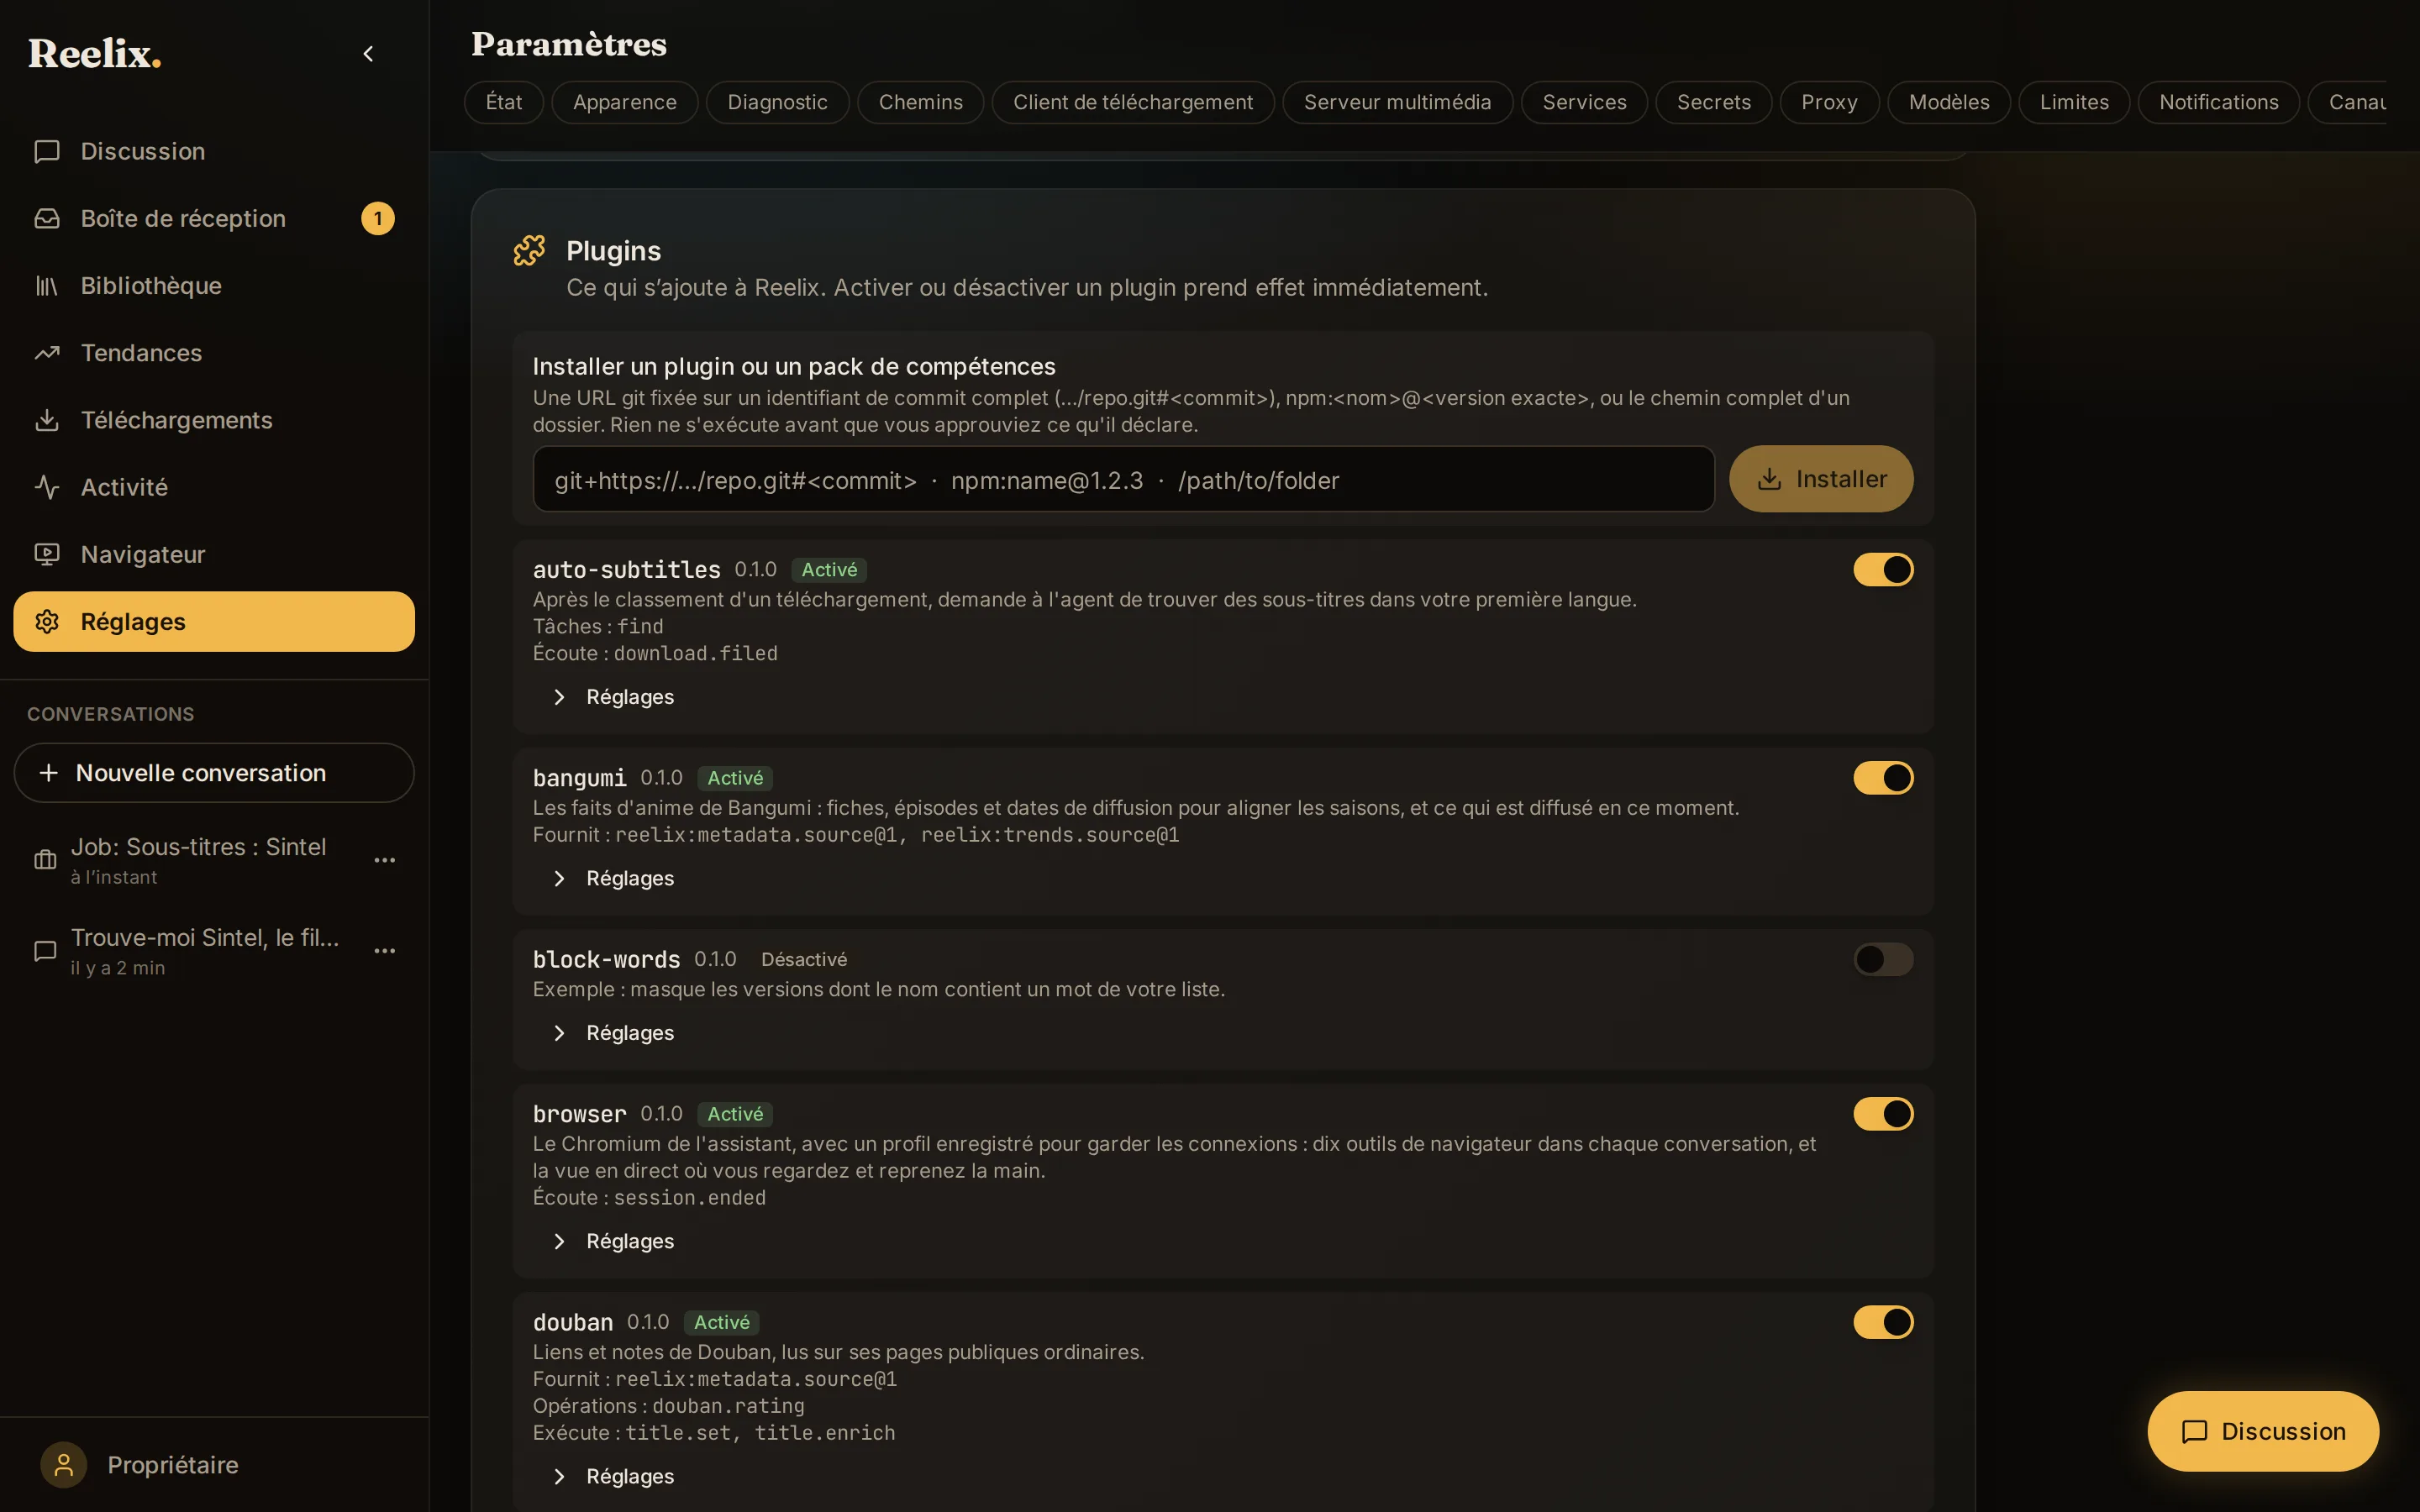 Reelix.
Discussion
Boîte de réception
1
Bibliothèque
Tendances
Téléchargements
Activité
Navigateur
Réglages
CONVERSATIONS
Nouvelle conversation
Job: Sous-titres : Sintel
à l’instant
Trouve-moi Sintel, le fil...
il y a 2 min
Propriétaire
Paramètres
État
Apparence
Diagnostic
Chemins
Client de téléchargement
Serveur multimédia
Services
Secrets
Proxy
Modèles
Limites
Notifications
Canau
Plugins
Ce qui s’ajoute à Reelix. Activer ou désactiver un plugin prend effet immédiatement.
Installer un plugin ou un pack de compétences
Une URL git fixée sur un identifiant de commit complet (.../repo.git#<commit>), npm:<nom>@<version exacte>, ou le chemin complet d'un
dossier. Rien ne s'exécute avant que vous approuviez ce qu'il déclare.
git+https://.../repo.git#<commit> · npm:name@1.2.3 · /path/to/folder
Installer
auto-subtitles 0.1.0 Activé
Après le classement d'un téléchargement, demande à l'agent de trouver des sous-titres dans votre première langue.
Tâches : find
Écoute : download.filed
Réglages
bangumi 0.1.0 Activé
Les faits d'anime de Bangumi : fiches, épisodes et dates de diffusion pour aligner les saisons, et ce qui est diffusé en ce moment.
Fournit : reelix:metadata.source@1, reelix:trends.source@1
Réglages
block-words 0.1.0 Désactivé
Exemple : masque les versions dont le nom contient un mot de votre liste.
Réglages
browser 0.1.0 Activé
Le Chromium de l'assistant, avec un profil enregistré pour garder les connexions : dix outils de navigateur dans chaque conversation, et
la vue en direct où vous regardez et reprenez la main.
Écoute : session.ended
Réglages
douban 0.1.0 Activé
Liens et notes de Douban, lus sur ses pages publiques ordinaires.
Fournit : reelix:metadata.source@1
Opérations : douban.rating
Exécute : title.set, title.enrich
Réglages
Discussion